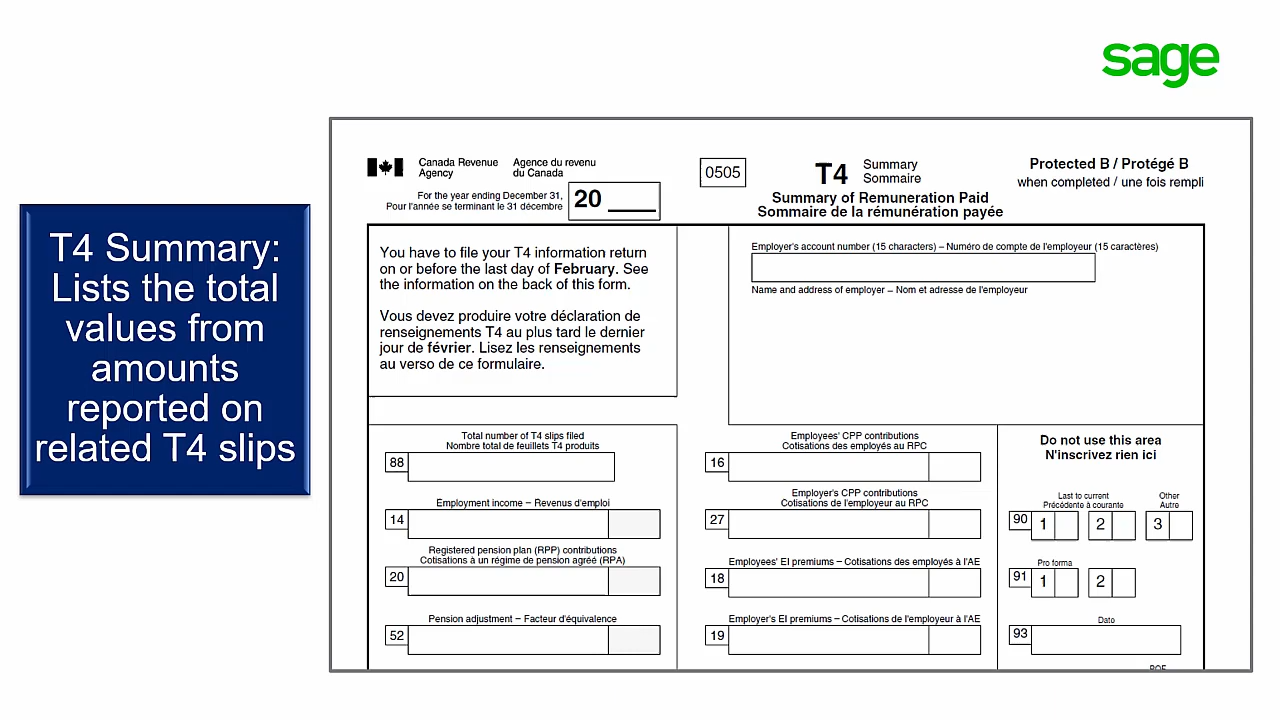 sage
T4 Summary:
Lists the total
values from
amounts
reported on
related T4 slips
Canada Revenue Agency
Agence du revenu du Canada
For the year ending December 31,
Pour l'année se terminant le 31 décembre
20
0505
T4
Summary
Sommaire
Summary of Remuneration Paid
Sommaire de la rémunération payée
Protected B / Protégé B
when completed / une fois rempli
You have to file your T4 information return
on or before the last day of February. See
the information on the back of this form.
Vous devez produire votre déclaration de
renseignements T4 au plus tard le dernier
jour de février. Lisez les renseignements
au verso de ce formulaire.
Employer's account number (15 characters) – Numéro de compte de l'employeur (15 caractères)
Name and address of employer – Nom et adresse de l'employeur
Total number of T4 slips filed
Nombre total de feuillets T4 produits
88
Employment income – Revenus d'emploi
14
Registered pension plan (RPP) contributions
Cotisations à un régime de pension agréé (RPA)
20
Pension adjustment – Facteur d'équivalence
52
Employees' CPP contributions
Cotisations des employés au RPC
16
Employer's CPP contributions
Cotisations de l'employeur au RPC
27
Employees' EI premiums – Cotisations des employés à l'AE
18
Employer's EI premiums – Cotisations de l'employeur à l'AE
19
Do not use this area
N'inscrivez rien ici
Last to current
Précédente à courante
Other
Autre
90 1 2 3
Pro forma
91 1 2
Date
93